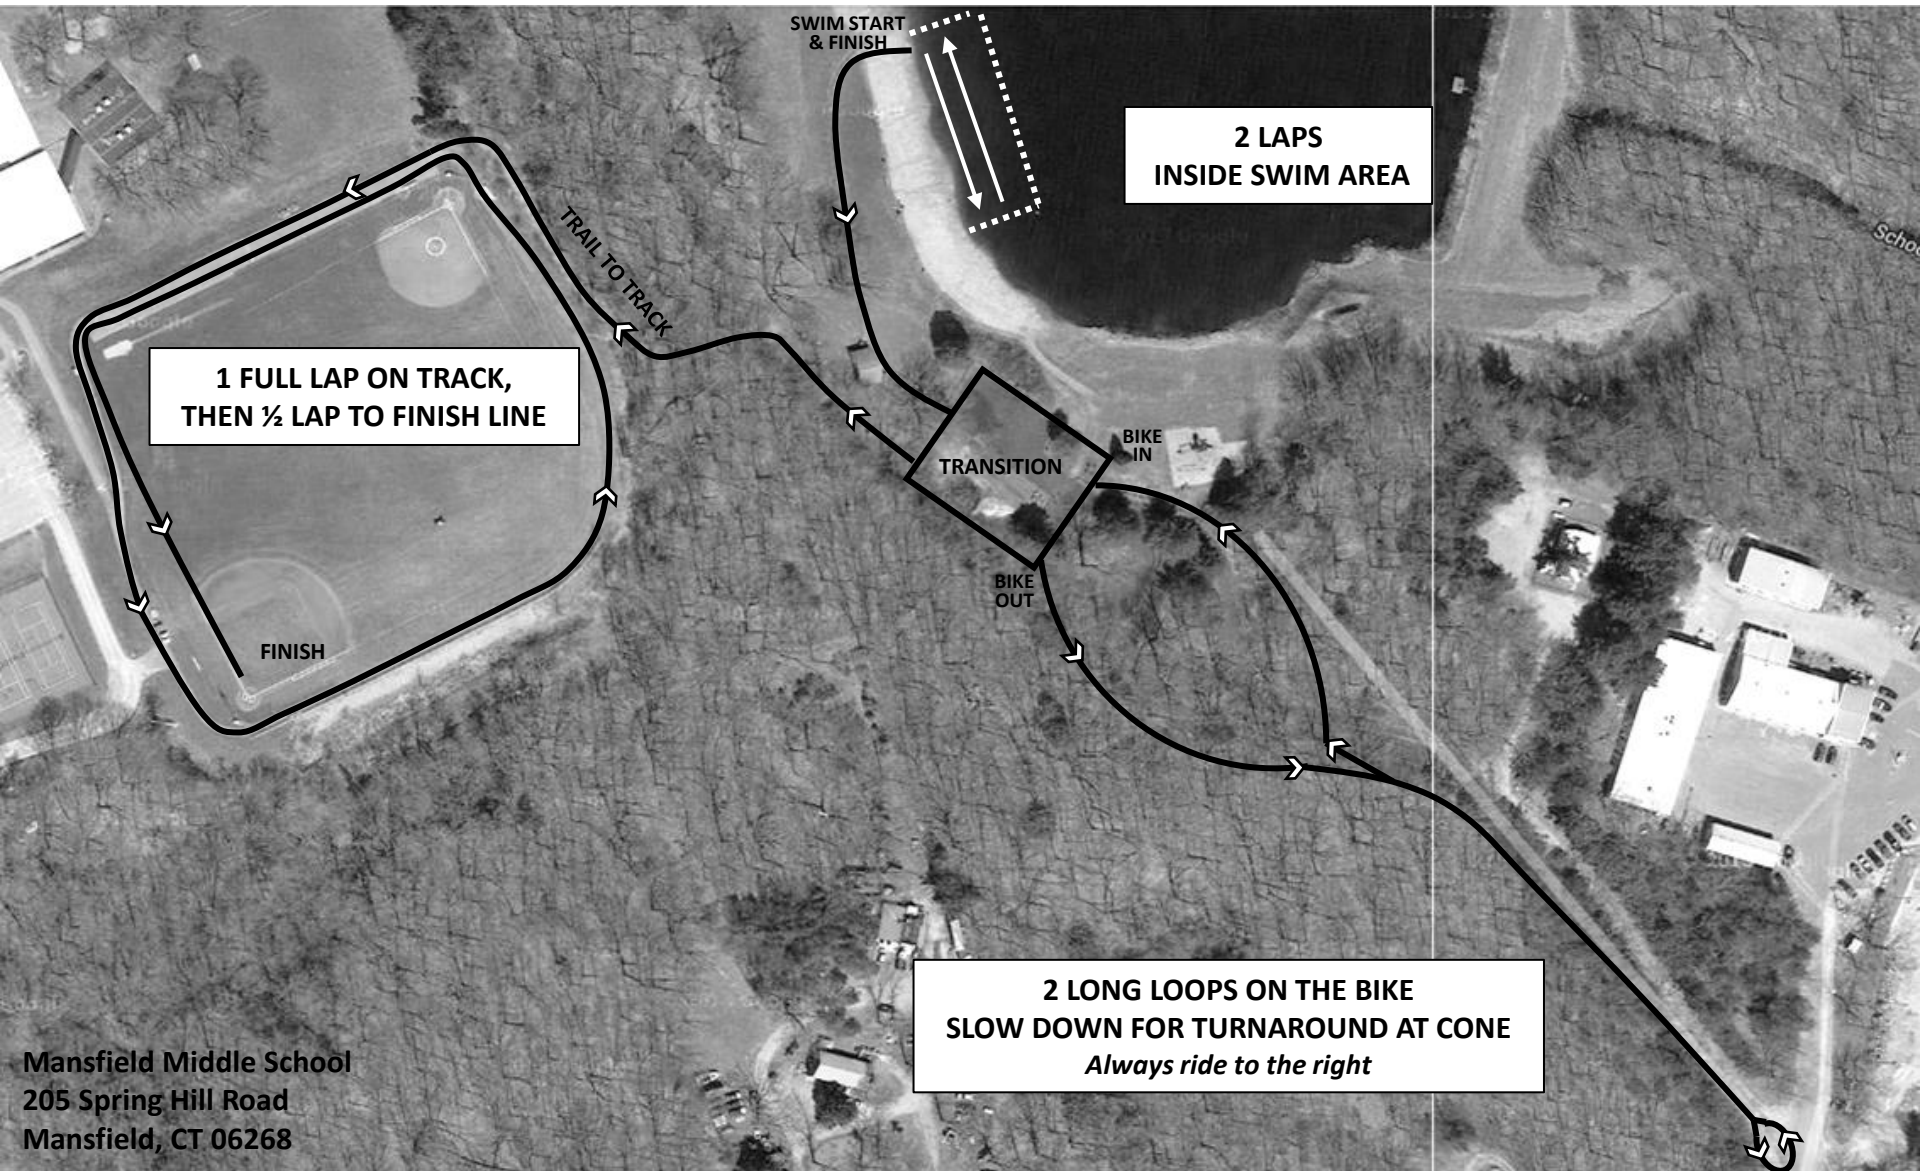 SWIM START
& FINISH
2 LAPS
INSIDE SWIM AREA
Schoo
TRAIL TO TRACK
1 FULL LAP ON TRACK,
THEN ½ LAP TO FINISH LINE
BIKE
IN
TRANSITION
BIKE
OUT
FINISH
2 LONG LOOPS ON THE BIKE
SLOW DOWN FOR TURNAROUND AT CONE
Always ride to the right
Mansfield Middle School
205 Spring Hill Road
Mansfield, CT 06268